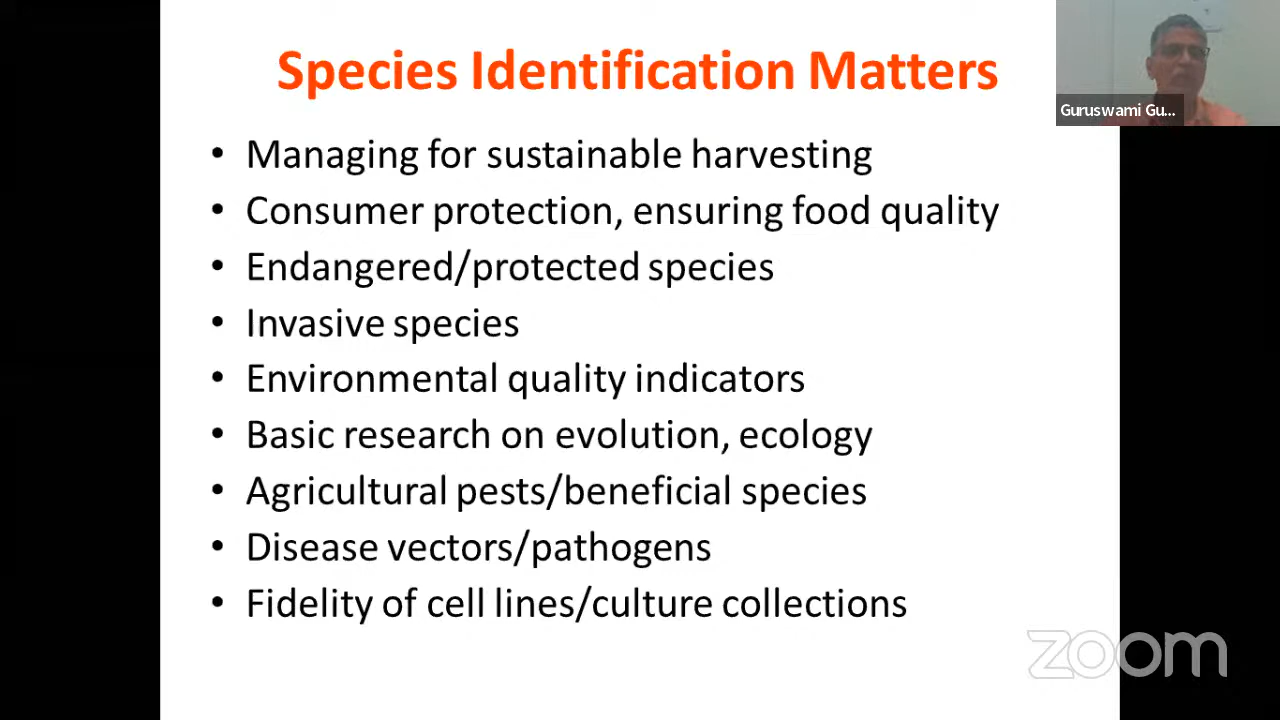 Species Identification Matters
Guruswami Gu...
• Managing for sustainable harvesting
• Consumer protection, ensuring food quality
• Endangered/protected species
• Invasive species
• Environmental quality indicators
• Basic research on evolution, ecology
• Agricultural pests/beneficial species
• Disease vectors/pathogens
• Fidelity of cell lines/culture collections
zoom